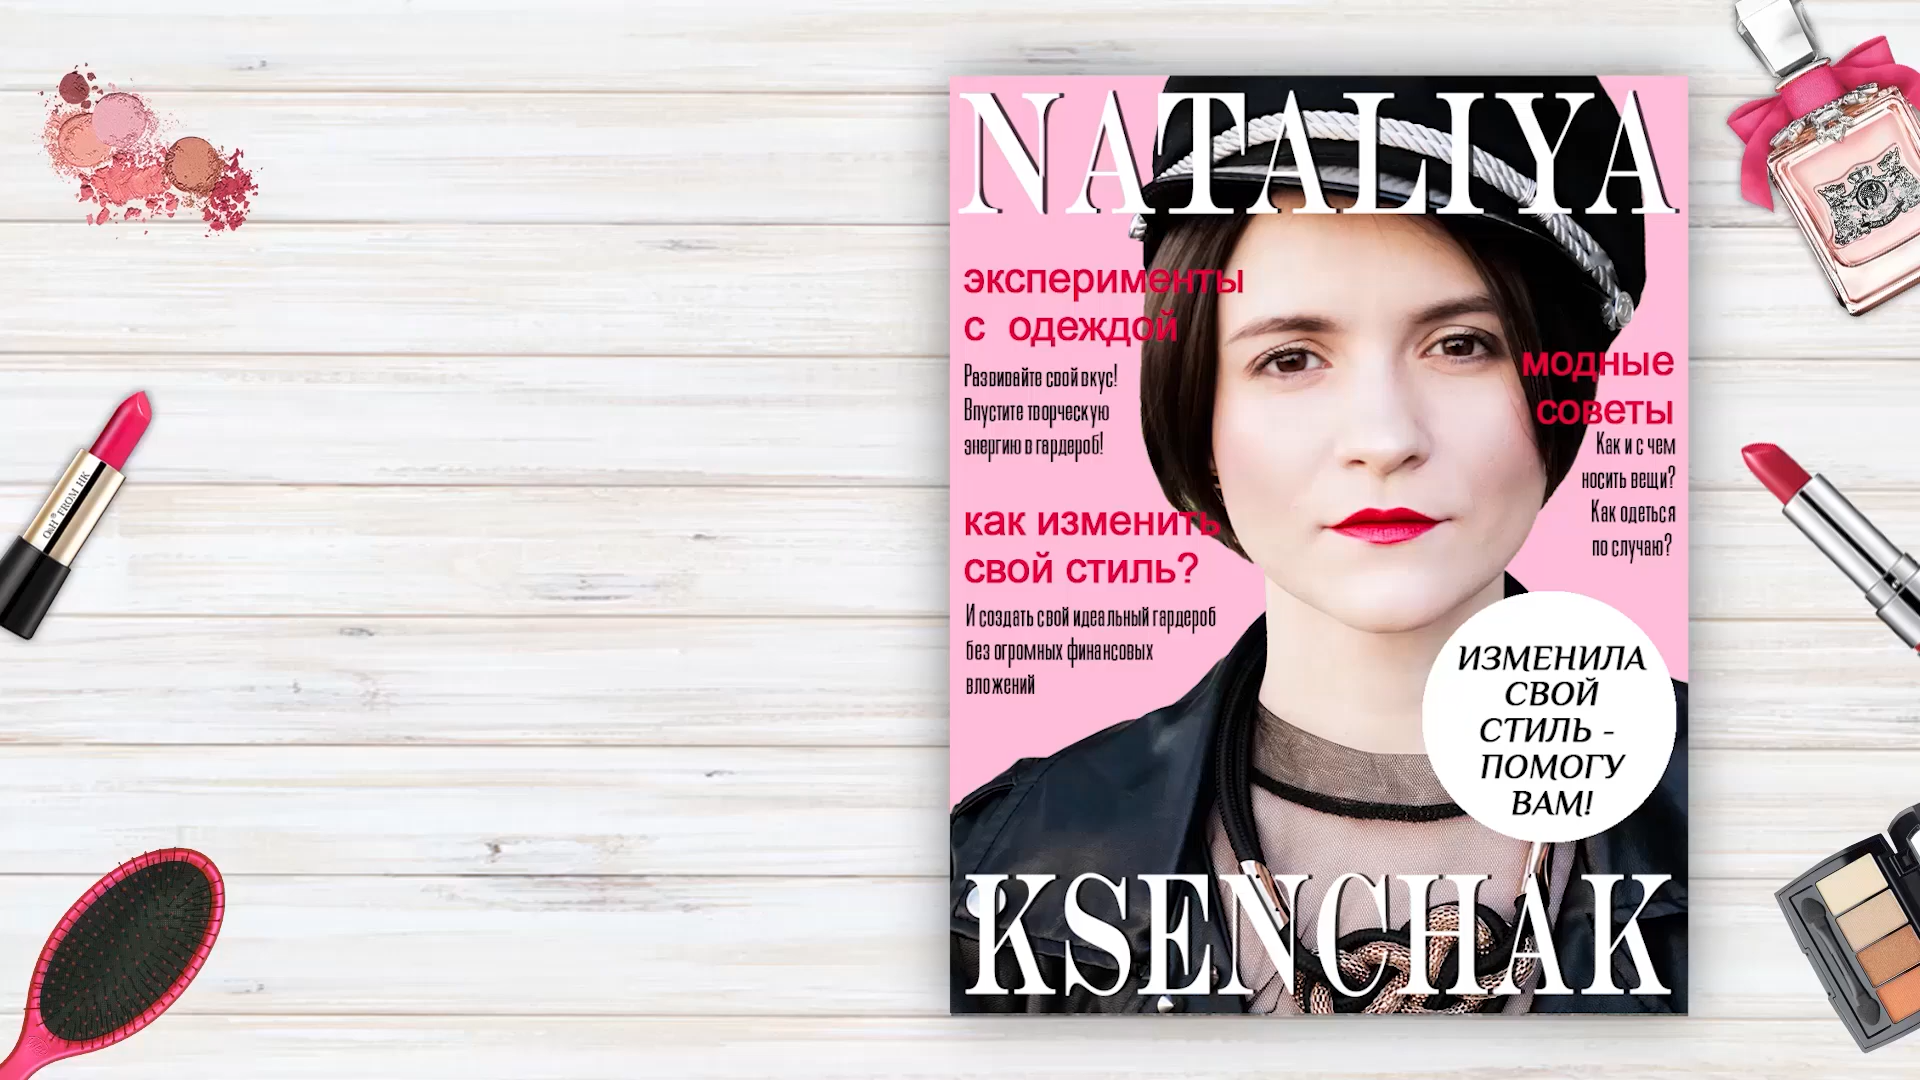 NATALIYA
эксперименты
с одеждой
Развивайте свой вкус!
Впустите творческую
энергию в гардероб!
модные
советы
Как и с чем
носить вещи?
Как одеться
по случаю?
как изменить
свой стиль?
И создать свой идеальный гардероб
без огромных финансовых
вложений
ИЗМЕНИЛА
СВОЙ
СТИЛЬ -
ПОМОГУ
ВАМ!
KSENCHAK
O&H® FROM HK